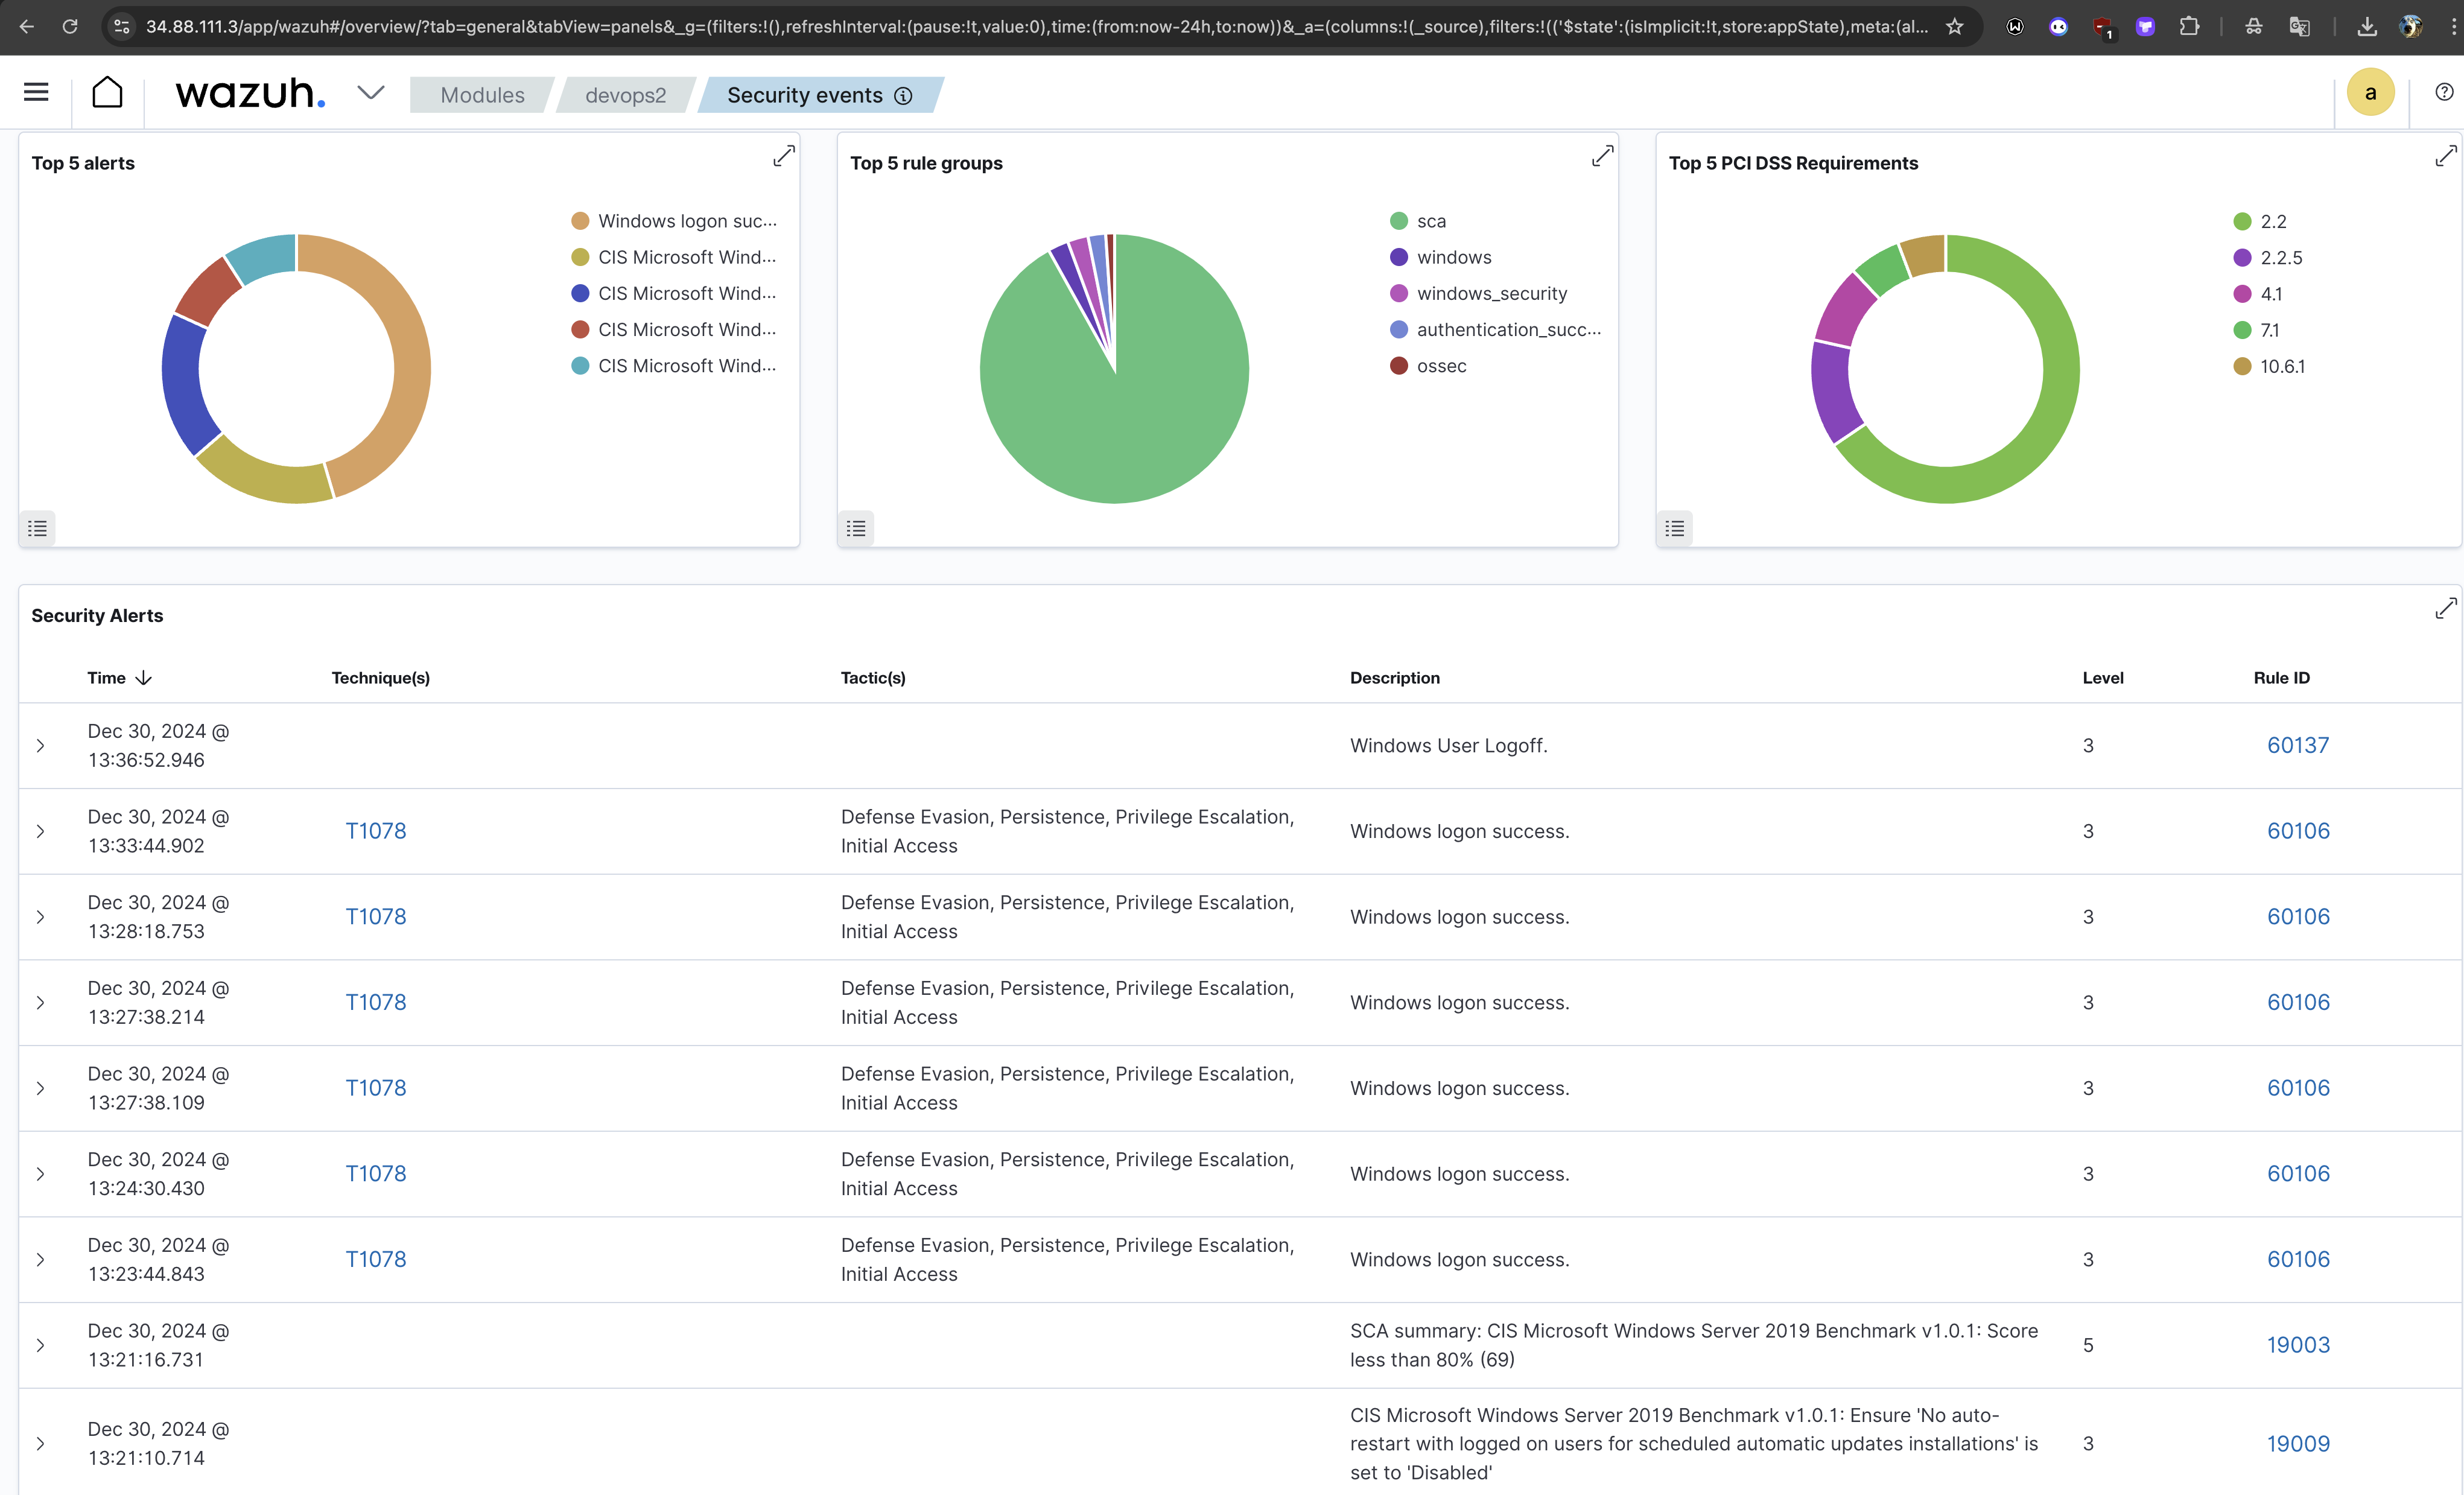 34.88.111.3/app/wazuh#/overview/?tab=general&tabView=panels&_g=(filters:!(),refreshInterval:(pause:!t,value:0),time:(from:now-24h,to:now))&_a=(columns:!(_source),filters:!(('$state':(isImplicit:!t,store:appState),meta:(al...
1
wazuh.
Modules
devops2
Security events
a
Top 5 alerts
Windows logon suc...
CIS Microsoft Wind...
CIS Microsoft Wind...
CIS Microsoft Wind...
CIS Microsoft Wind...
Top 5 rule groups
sca
windows
windows_security
authentication_succ...
ossec
Top 5 PCI DSS Requirements
2.2
2.2.5
4.1
7.1
10.6.1
Security Alerts
Time Technique(s) Tactic(s) Description Level Rule ID
Dec 30, 2024 @
13:36:52.946
Windows User Logoff. 3 60137
Dec 30, 2024 @
13:33:44.902
T1078
Defense Evasion, Persistence, Privilege Escalation,
Initial Access
Windows logon success. 3 60106
Dec 30, 2024 @
13:28:18.753
T1078
Defense Evasion, Persistence, Privilege Escalation,
Initial Access
Windows logon success. 3 60106
Dec 30, 2024 @
13:27:38.214
T1078
Defense Evasion, Persistence, Privilege Escalation,
Initial Access
Windows logon success. 3 60106
Dec 30, 2024 @
13:27:38.109
T1078
Defense Evasion, Persistence, Privilege Escalation,
Initial Access
Windows logon success. 3 60106
Dec 30, 2024 @
13:24:30.430
T1078
Defense Evasion, Persistence, Privilege Escalation,
Initial Access
Windows logon success. 3 60106
Dec 30, 2024 @
13:23:44.843
T1078
Defense Evasion, Persistence, Privilege Escalation,
Initial Access
Windows logon success. 3 60106
Dec 30, 2024 @
13:21:16.731
SCA summary: CIS Microsoft Windows Server 2019 Benchmark v1.0.1: Score
less than 80% (69)
5 19003
Dec 30, 2024 @
13:21:10.714
CIS Microsoft Windows Server 2019 Benchmark v1.0.1: Ensure 'No auto-
restart with logged on users for scheduled automatic updates installations' is
set to 'Disabled'
3 19009